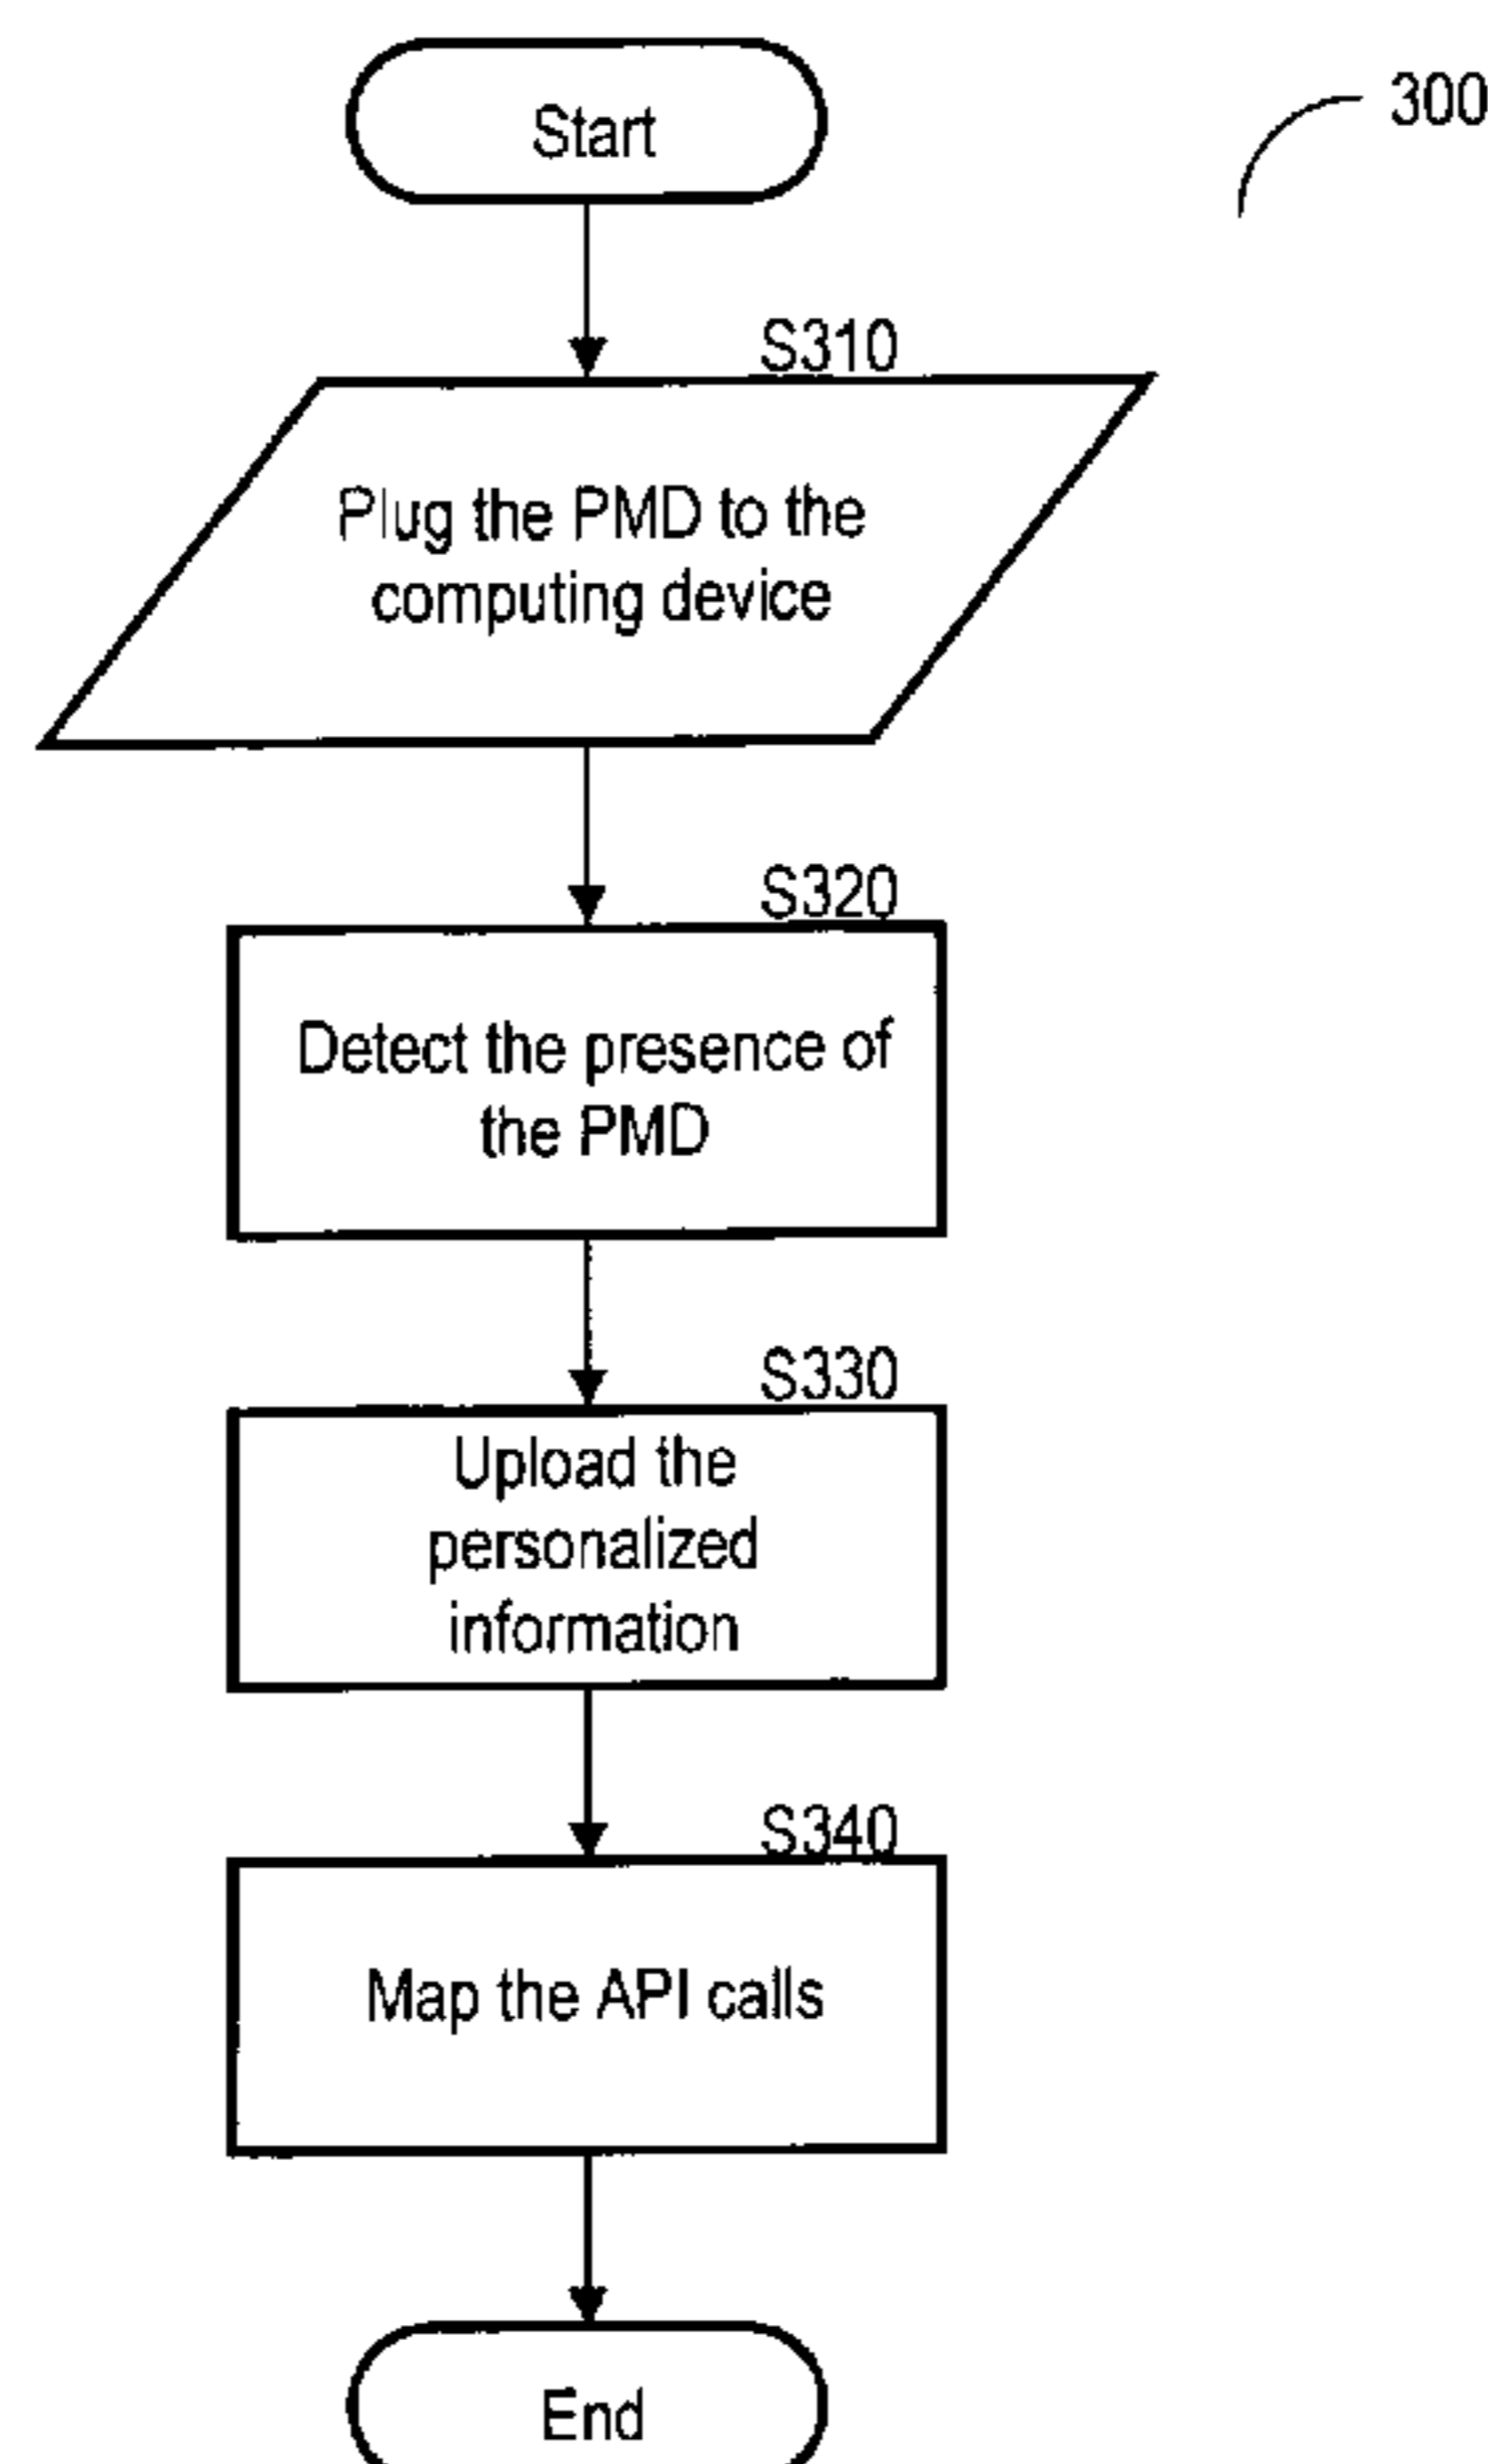 Start
300
S310
Plug the PMD to the
computing device
S320
Detect the presence of
the PMD
S330
Upload the
personalized
information
S340
Map the API calls
End